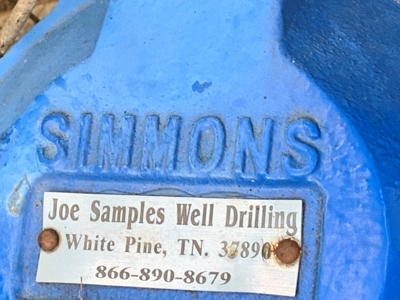 SIMMONS
Joe Samples Well Drilling
White Pine, TN. 37890
866-890-8679